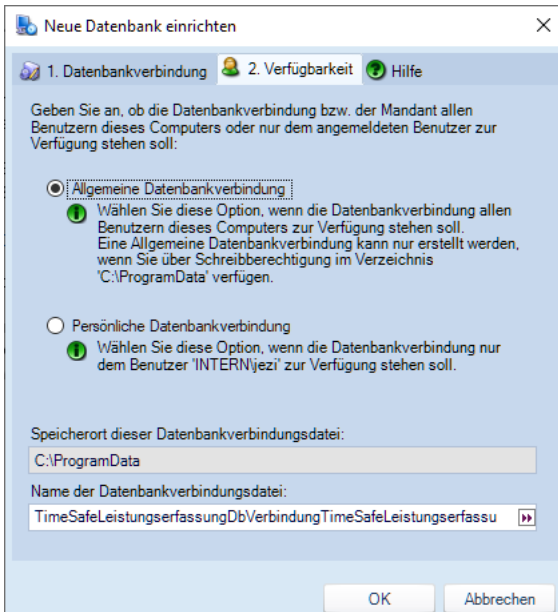 Neue Datenbank einrichten
1. Datenbankverbindung
2. Verfügbarkeit
Hilfe
Geben Sie an, ob die Datenbankverbindung bzw. der Mandant allen
Benutzern dieses Computers oder nur dem angemeldeten Benutzer zur
Verfügung stehen soll:
Allgemeine Datenbankverbindung
Wählen Sie diese Option, wenn die Datenbankverbindung allen
Benutzern dieses Computers zur Verfügung stehen soll.
Eine Allgemeine Datenbankverbindung kann nur erstellt werden,
wenn Sie über Schreibberechtigung im Verzeichnis
'C:\ProgramData' verfügen.
Persönliche Datenbankverbindung
Wählen Sie diese Option, wenn die Datenbankverbindung nur
dem Benutzer 'INTERN\jezi' zur Verfügung stehen soll.
Speicherort dieser Datenbankverbindungsdatei:
C:\ProgramData
Name der Datenbankverbindungsdatei:
TimeSafeLeistungserfassungDbVerbindungTimeSafeLeistungserfassu
OK
Abbrechen